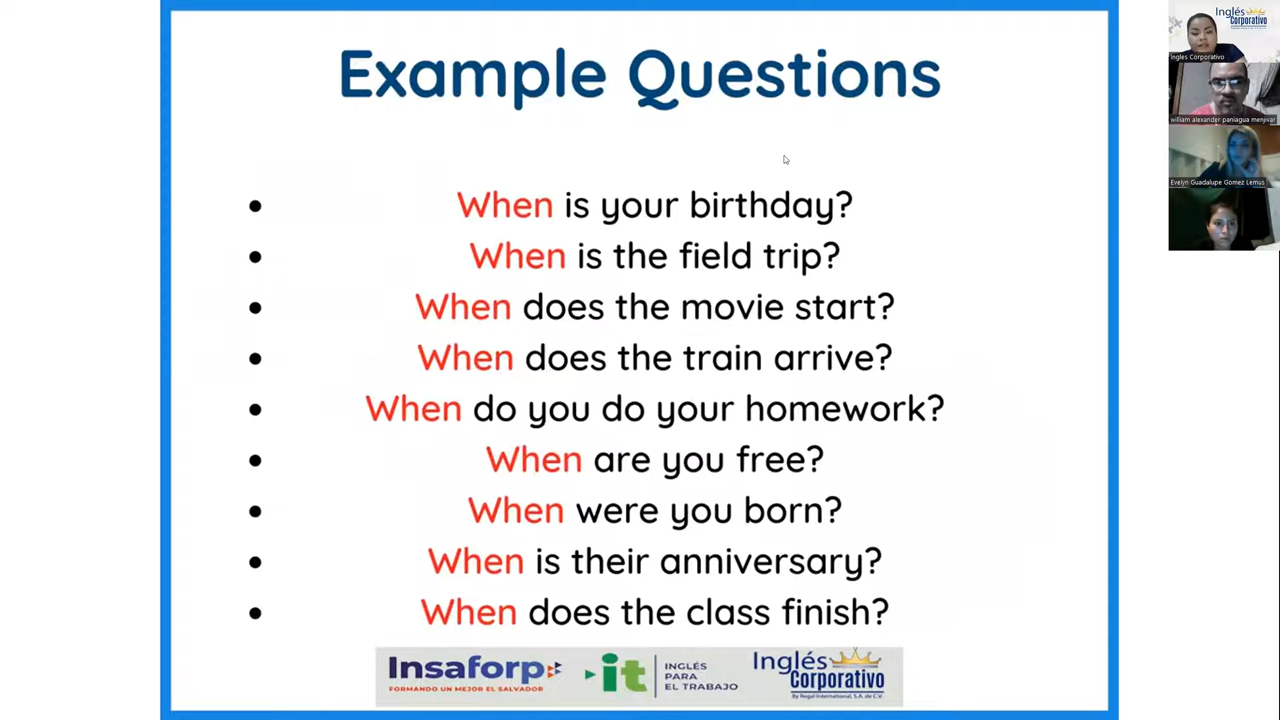 Example Questions
• When is your birthday?
• When is the field trip?
• When does the movie start?
• When does the train arrive?
• When do you do your homework?
• When are you free?
• When were you born?
• When is their anniversary?
• When does the class finish?
Insaforp
FORMANDO UN MEJOR EL SALVADOR
it
INGLÉS
PARA
EL TRABAJO
Inglés
Corporativo
By Regal International, S.A. de C.V.
Inglés
Corporativo
Ingles Corporativo
william alexander paniagua menjivar
Evelyn Guadalupe Gomez Lemus